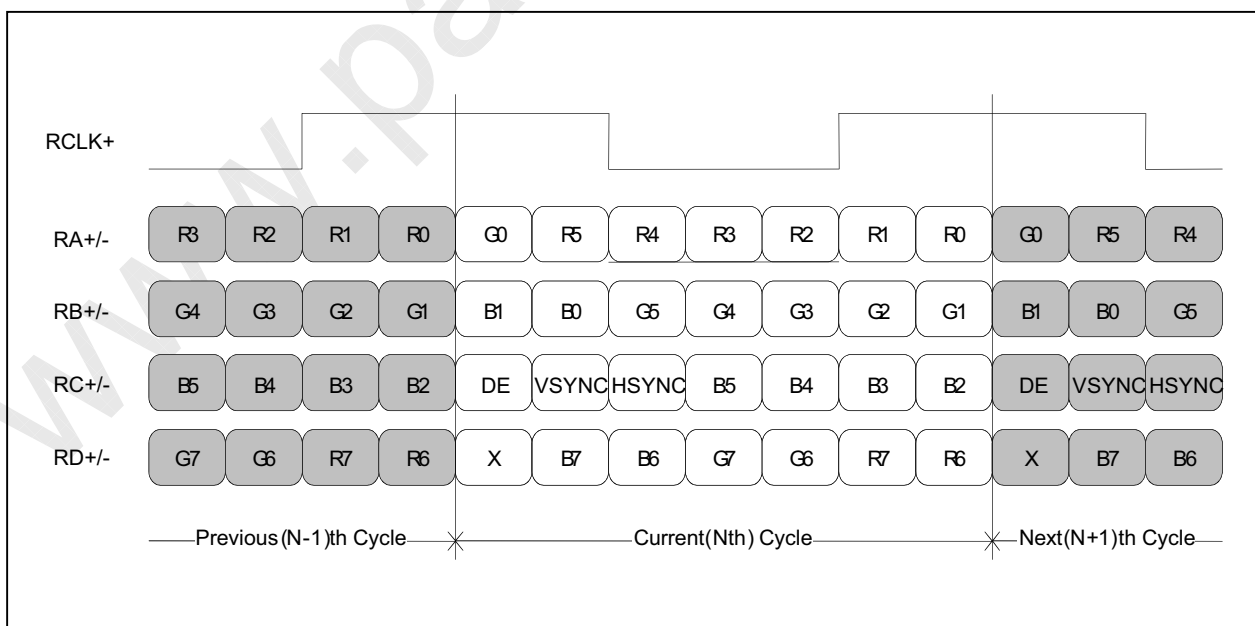 www.pa
RCLK+
RA+/- R3 R2 R1 R0 G0 R5 R4 R3 R2 R1 R0 G0 R5 R4
RB+/- G4 G3 G2 G1 B1 B0 G5 G4 G3 G2 G1 B1 B0 G5
RC+/- B5 B4 B3 B2 DE VSYNC HSYNC B5 B4 B3 B2 DE VSYNC HSYNC
RD+/- G7 G6 R7 R6 X B7 B6 G7 G6 R7 R6 X B7 B6
Previous(N-1)th Cycle Current(Nth) Cycle Next(N+1)th Cycle